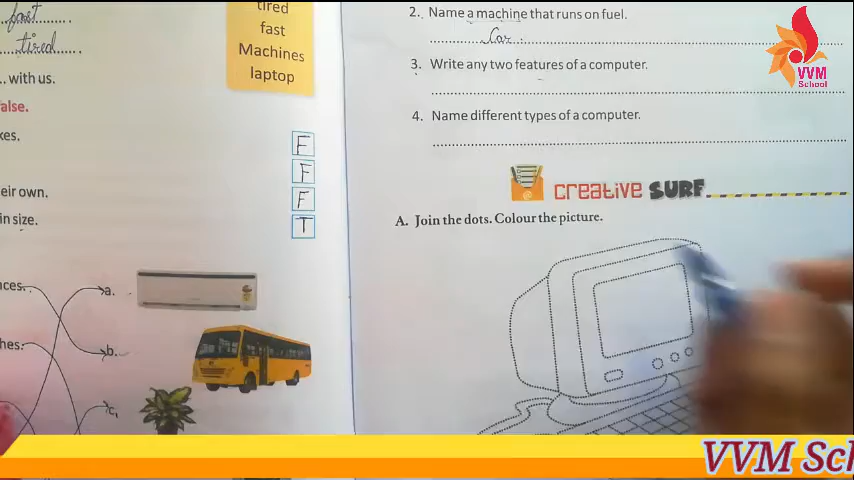 fast
tired
... with us.
alse.
kes.
eir own.
in size.
nces.
hes:
a.
b.
c.
tired
fast
Machines
laptop
F
F
F
T
2. Name a machine that runs on fuel.
Car.
3. Write any two features of a computer.
4. Name different types of a computer.
creative SURF
A. Join the dots. Colour the picture.
VVM
School
VVM Sch